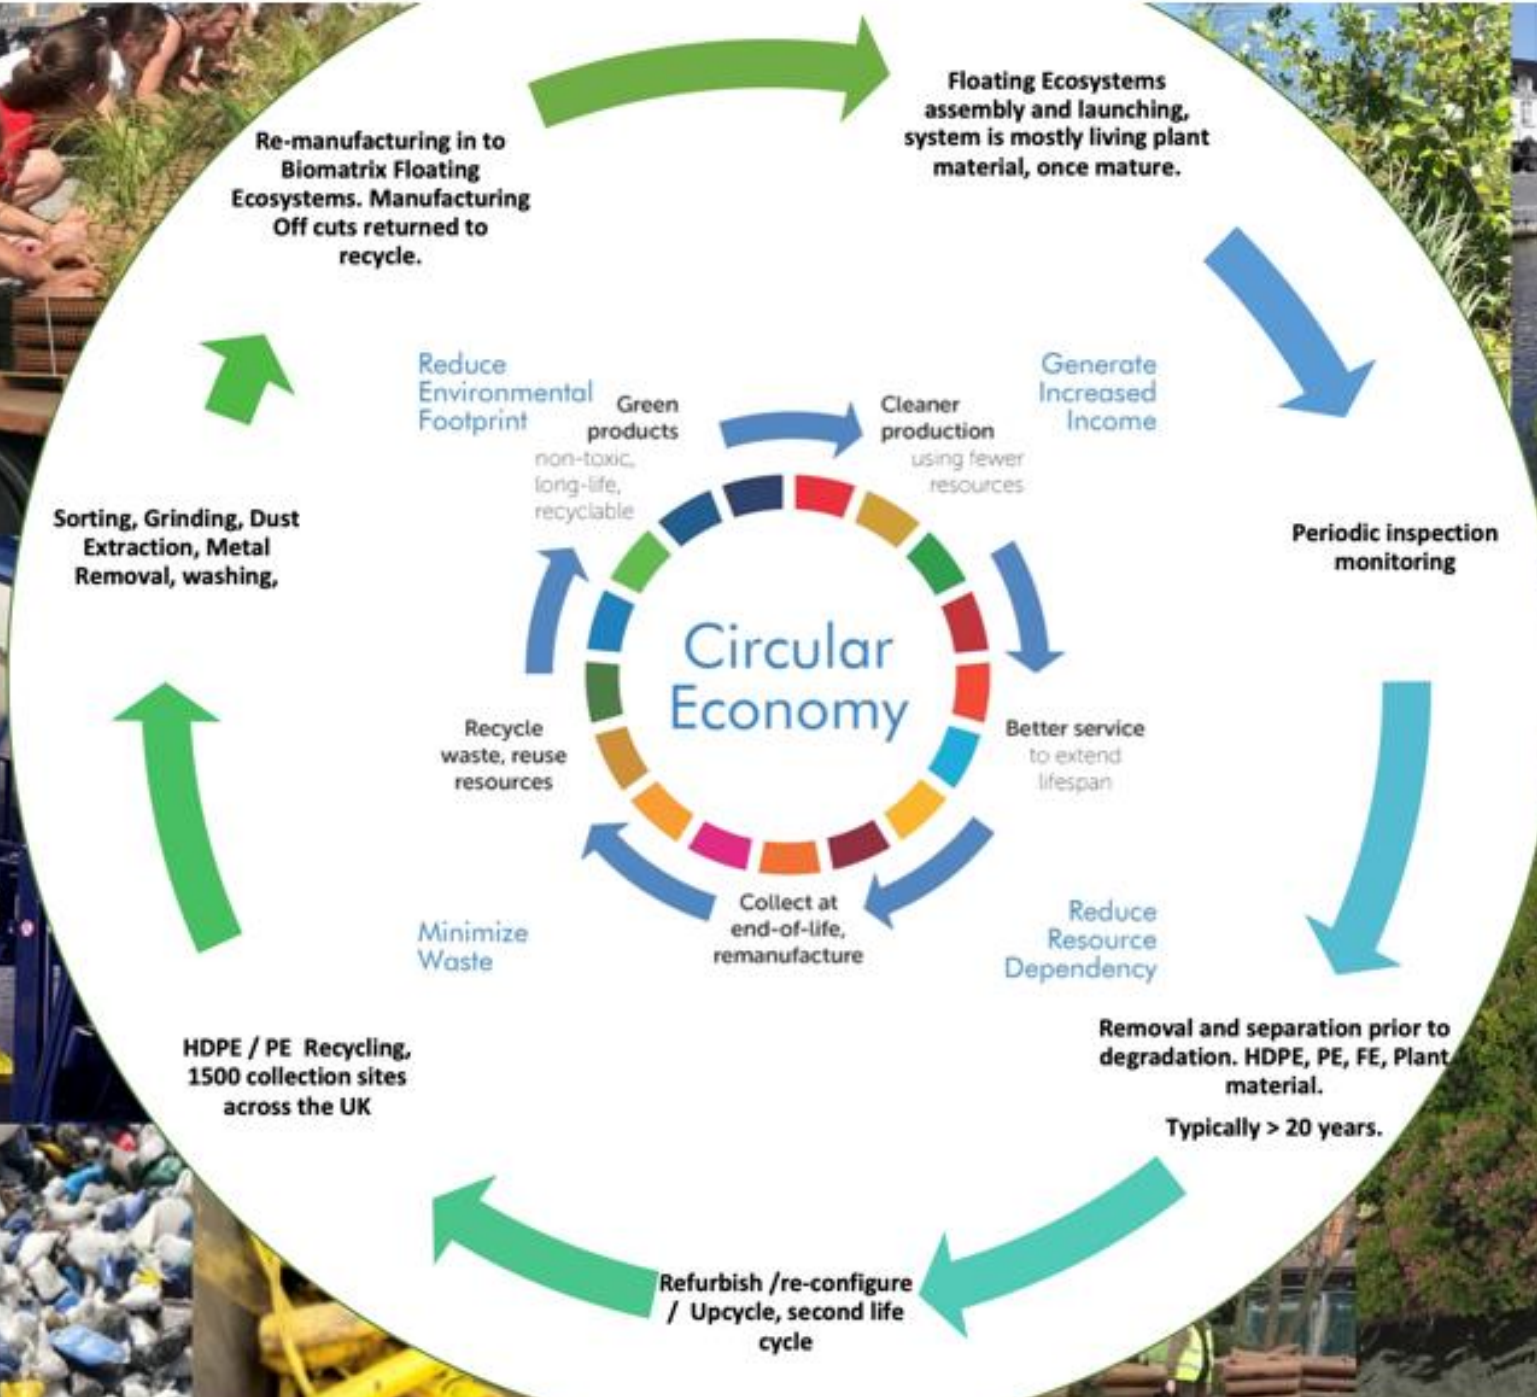 Floating Ecosystems
assembly and launching,
system is mostly living plant
material, once mature.
Periodic inspection
monitoring
Removal and separation prior to
degradation. HDPE, PE, FE, Plant
material.
Typically > 20 years.
Refurbish /re-configure
/ Upcycle, second life
cycle
HDPE / PE Recycling,
1500 collection sites
across the UK
Sorting, Grinding, Dust
Extraction, Metal
Removal, washing,
Re-manufacturing in to
Biomatrix Floating
Ecosystems. Manufacturing
Off cuts returned to
recycle.
Reduce
Environmental
Footprint
Generate
Increased
Income
Reduce
Resource
Dependency
Minimize
Waste
Green
products
non-toxic,
long-life,
recyclable
Cleaner
production
using fewer
resources
Better service
to extend
lifespan
Collect at
end-of-life,
remanufacture
Recycle
waste, reuse
resources
Circular
Economy